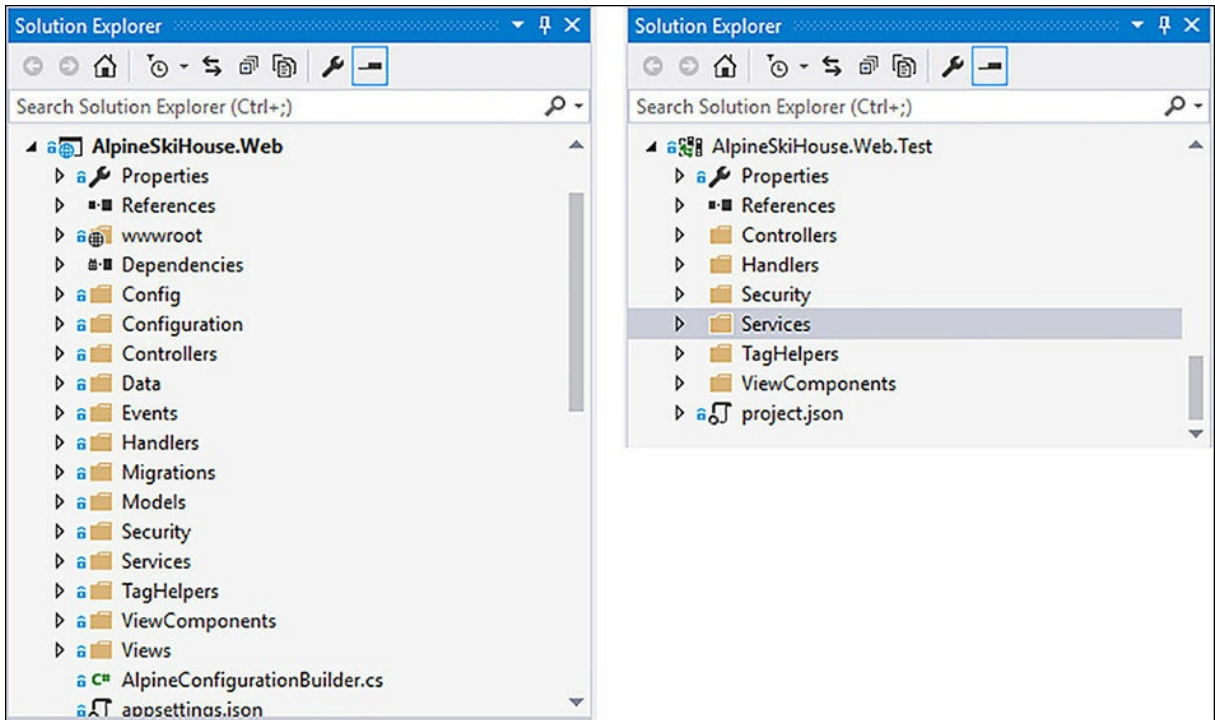 Solution Explorer
Search Solution Explorer (Ctrl+;)
AlpineSkiHouse.Web
Properties
References
wwwroot
Dependencies
Config
Configuration
Controllers
Data
Events
Handlers
Migrations
Models
Security
Services
TagHelpers
ViewComponents
Views
C# AlpineConfigurationBuilder.cs
appsettings.json
Solution Explorer
Search Solution Explorer (Ctrl+;)
AlpineSkiHouse.Web.Test
Properties
References
Controllers
Handlers
Security
Services
TagHelpers
ViewComponents
project.json